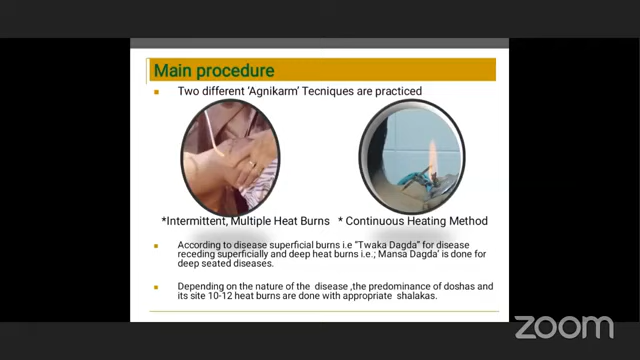 Main procedure
Two different ‘Agnikarm’ Tecniques are practiced
*Intermittent, Multiple Heat Burns * Continuous Heating Method
According to disease superficial burns i.e “Twaka Dagda” for disease
receding superficially and deep heat burns i.e.; Mansa Dagda’ is done for
deep seated diseases.
Depending on the nature of the disease ,the predominance of doshas and
its site 10-12 heat burns are done with appropriate shalakas.
zoom